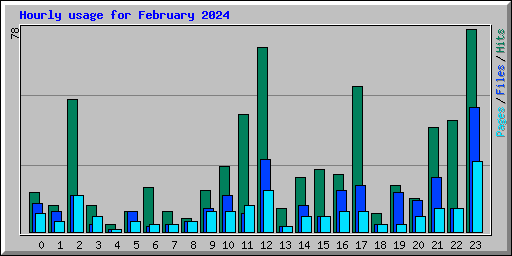 Hourly usage for February 2024
78
Pages/Files/Hits
0 1 2 3 4 5 6 7 8 9 10 11 12 13 14 15 16 17 18 19 20 21 22 23